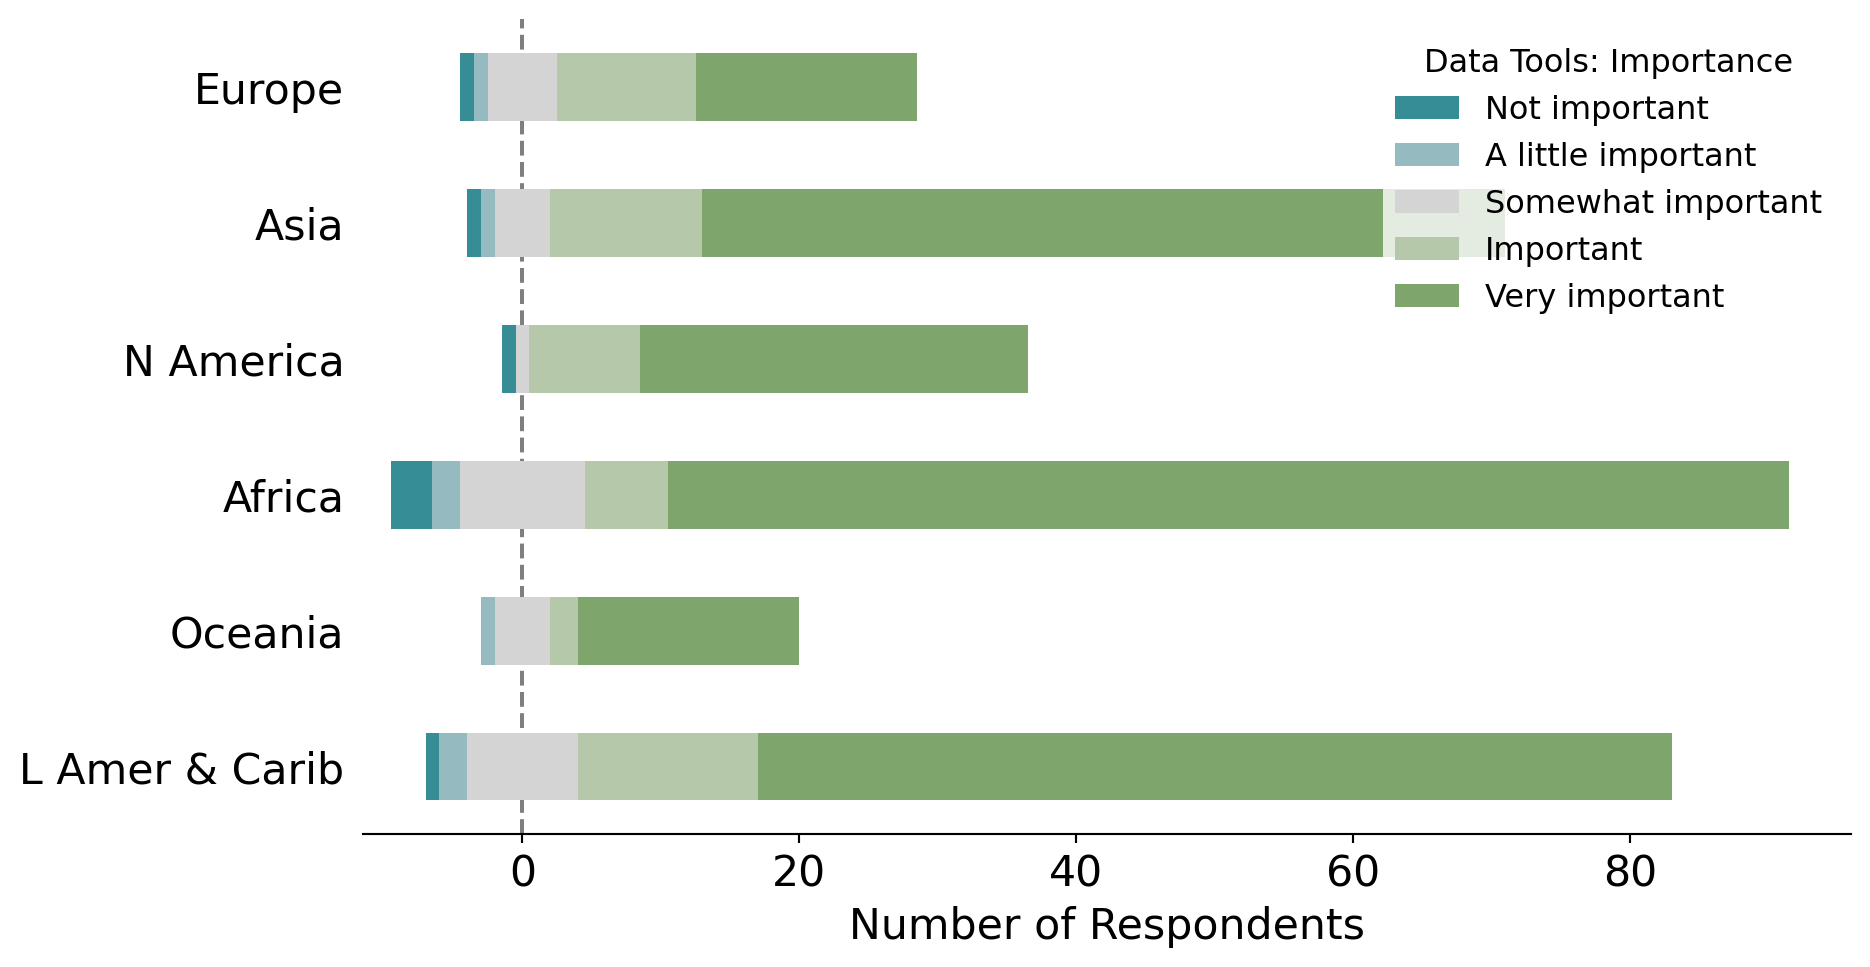 Data Tools: Importance
Not important
A little important
Somewhat important
Important
Very important
Europe
Asia
N America
Africa
Oceania
L Amer & Carib
0 20 40 60 80
Number of Respondents